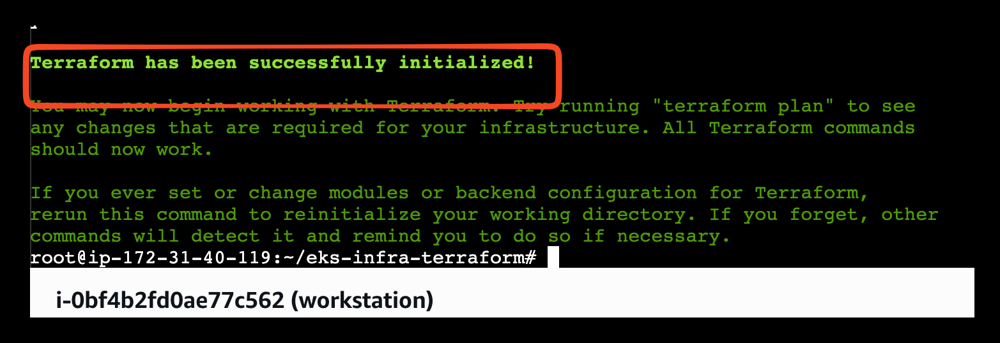 Terraform has been successfully initialized!
You may now begin working with Terraform. Try running "terraform plan" to see
any changes that are required for your infrastructure. All Terraform commands
should now work.
If you ever set or change modules or backend configuration for Terraform,
rerun this command to reinitialize your working directory. If you forget, other
commands will detect it and remind you to do so if necessary.
root@ip-172-31-40-119:~/eks-infra-terraform#
i-0bf4b2fd0ae77c562 (workstation)